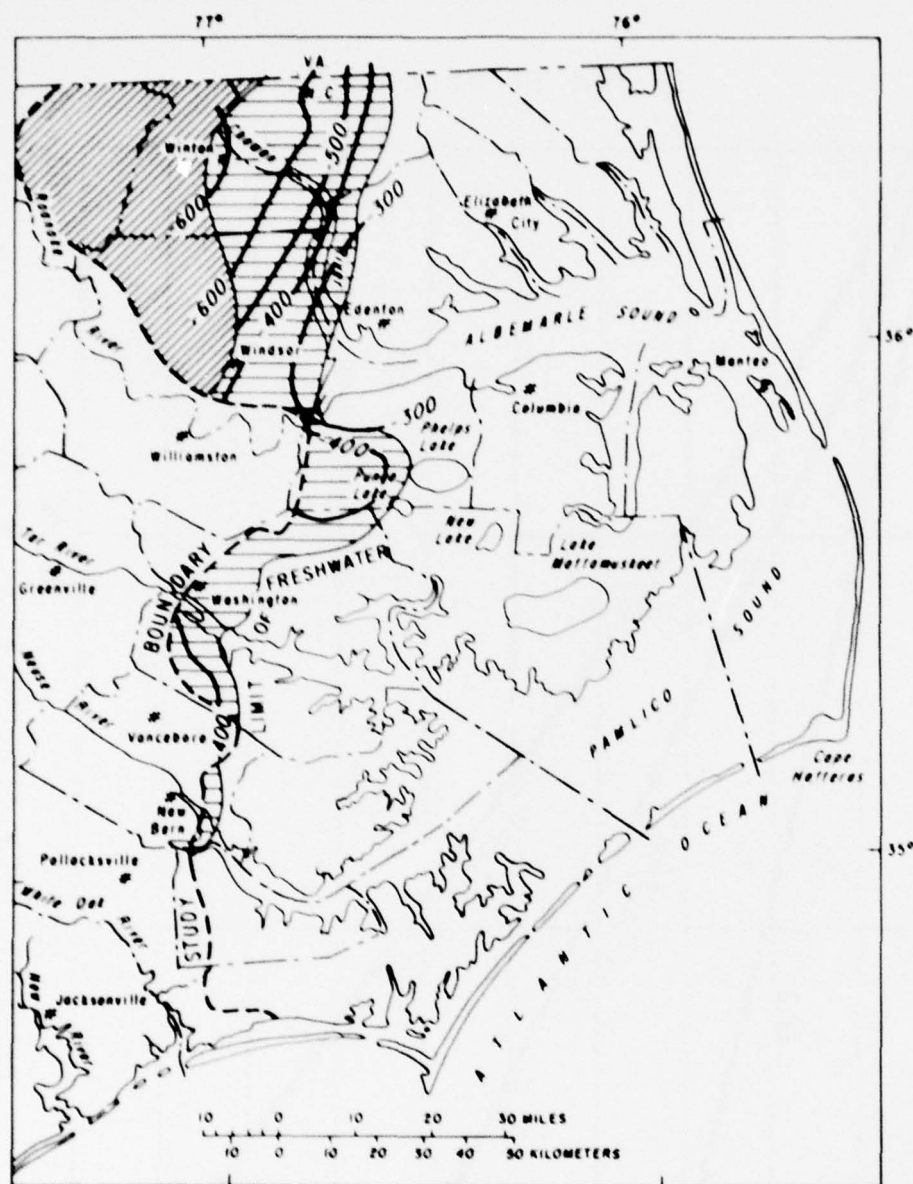 77°
76°
VA
C
Winton
500
300
Elizabeth
City
600
600
400
Edenton
ALBEMARLE SOUND
36°
River
Windsor
Manteo
Columbia
300
Phelps
Lake
Williamston
400
Pungo
Lake
New
Lake
Lake
Mattamuskeet
Tar River
Greenville
BOUNDARY
FRESHWATER
Washington
OF
LIMIT
SOUND
Neuse
River
Vanceboro
400
PAMLICO
Cape
Hatteras
New
Bern
OCEAN
35°
Pollocksville
White Oak
River
STUDY
ATLANTIC
New
Jacksonville
River
10 0 10 20 30 MILES
10 0 10 20 30 40 50 KILOMETERS